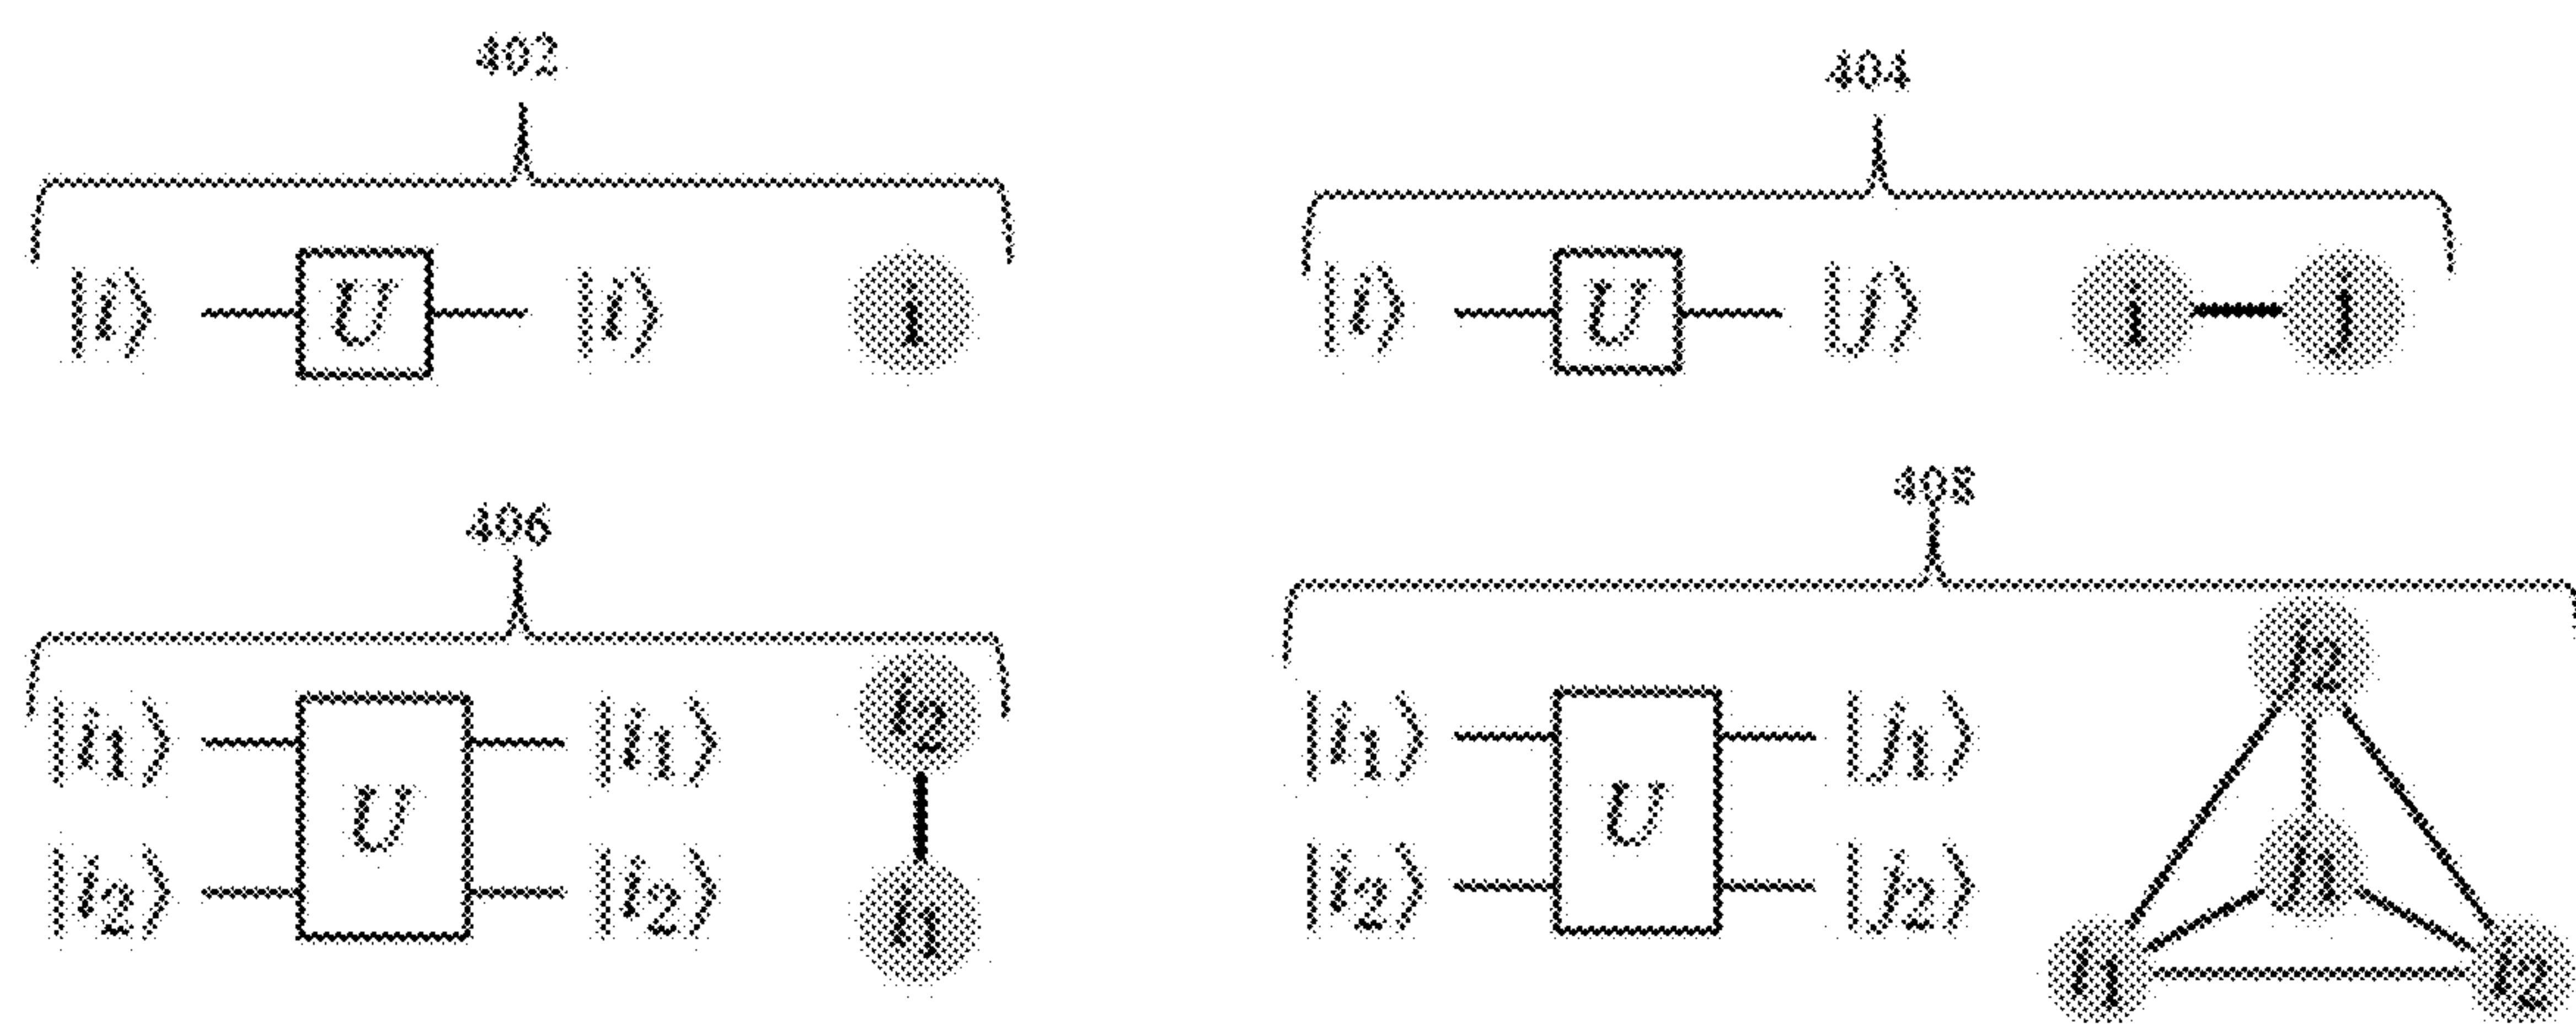 402
404
|i⟩ U |i⟩ i
|i⟩ U |j⟩ i j
406
408
|i₁⟩ |i₁⟩ i₂
U
|i₂⟩ |i₂⟩ i₁
j₂
|i₁⟩ |j₁⟩
U j₁
|i₂⟩ |j₂⟩
i₁ i₂